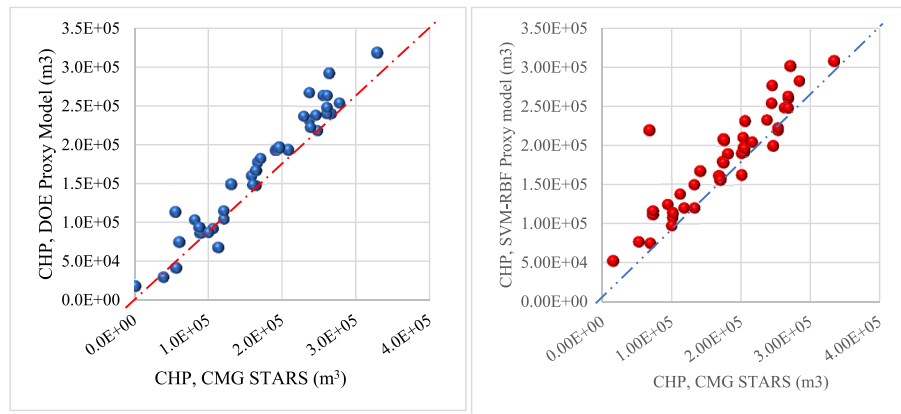 CHP, DOE Proxy Model (m3)
3.5E+05
3.0E+05
2.5E+05
2.0E+05
1.5E+05
1.0E+05
5.0E+04
0.0E+00
0.0E+00
1.0E+05
2.0E+05
3.0E+05
4.0E+05
CHP, CMG STARS (m³)
CHP, SVM-RBF Proxy model (m3)
3.50E+05
3.00E+05
2.50E+05
2.00E+05
1.50E+05
1.00E+05
5.00E+04
0.00E+00
0.00E+00
1.00E+05
2.00E+05
3.00E+05
4.00E+05
CHP, CMG STARS (m3)